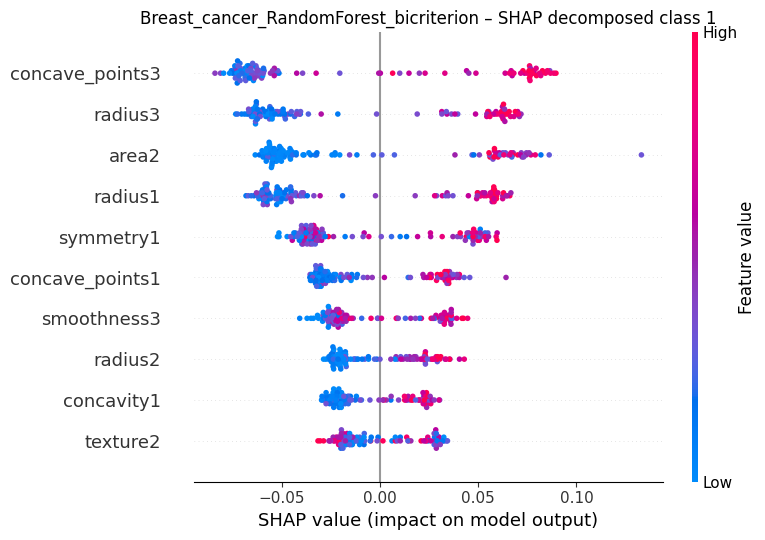 Breast_cancer_RandomForest_bicriterion – SHAP decomposed class 1
High
concave_points3
radius3
area2
radius1
symmetry1
concave_points1
smoothness3
radius2
concavity1
texture2
Feature value
Low
−0.05 0.00 0.05 0.10
SHAP value (impact on model output)